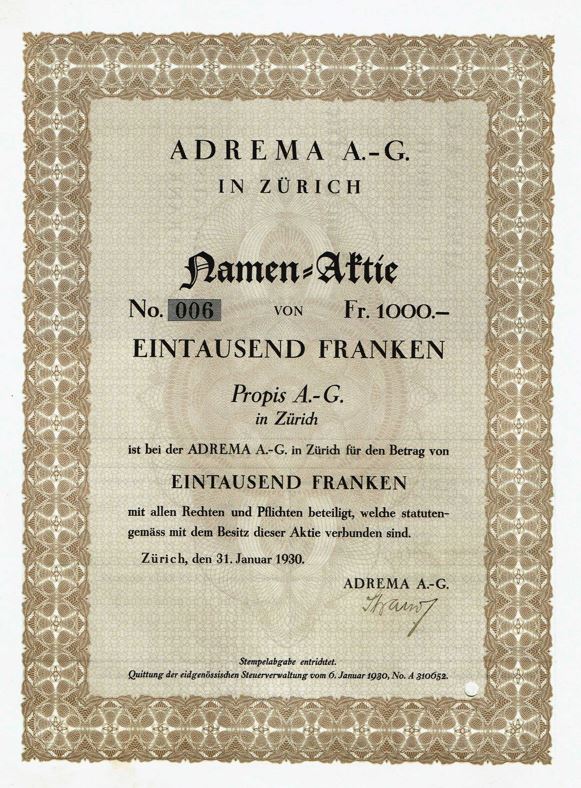 ADREMA A.-G.
IN ZÜRICH
Namen-Aktie
No. 006 VON Fr. 1000.—
EINTAUSEND FRANKEN
Propis A.-G.
in Zürich
ist bei der ADREMA A.-G. in Zürich für den Betrag von
EINTAUSEND FRANKEN
mit allen Rechten und Pflichten beteiligt, welche statuten-
gemäss mit dem Besitz dieser Aktie verbunden sind.
Zürich, den 31. Januar 1930.
ADREMA A.-G.
Stempelabgabe entrichtet.
Quittung der eidgenössischen Steuerverwaltung vom 6. Januar 1930, No. A 310652.